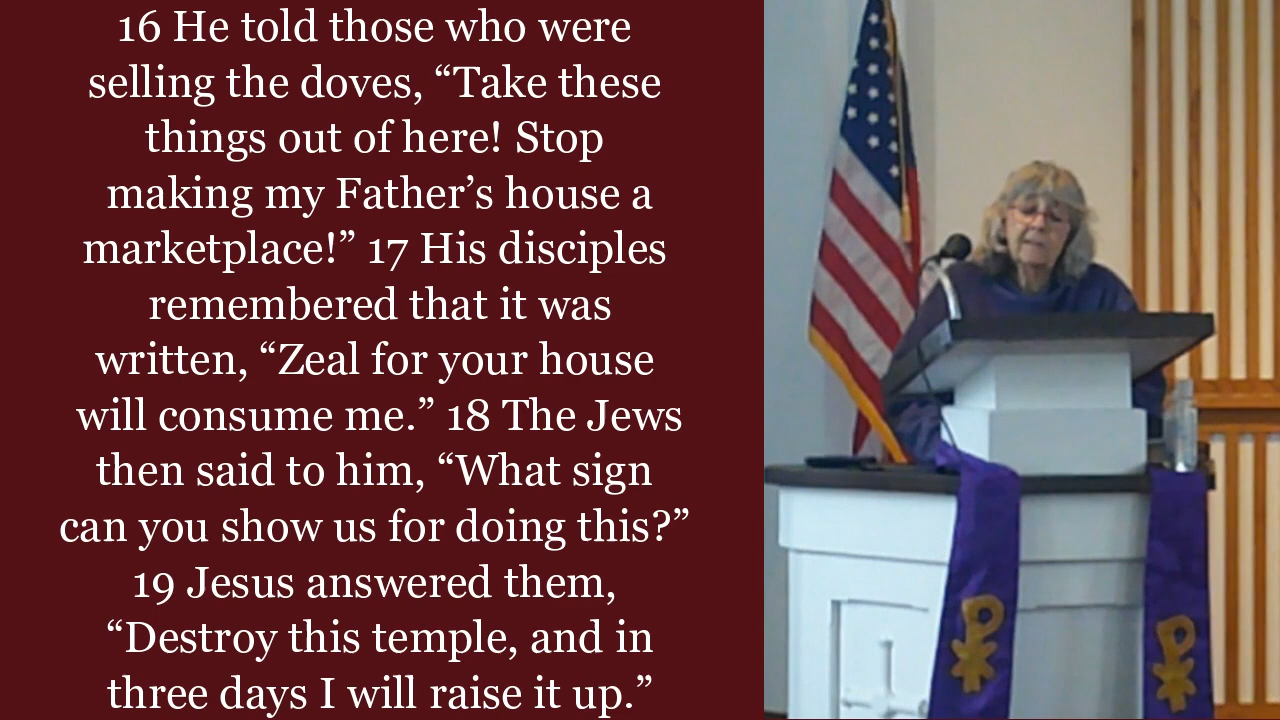 16 He told those who were
selling the doves, “Take these
things out of here! Stop
making my Father’s house a
marketplace!” 17 His disciples
remembered that it was
written, “Zeal for your house
will consume me.” 18 The Jews
then said to him, “What sign
can you show us for doing this?”
19 Jesus answered them,
“Destroy this temple, and in
three days I will raise it up.”